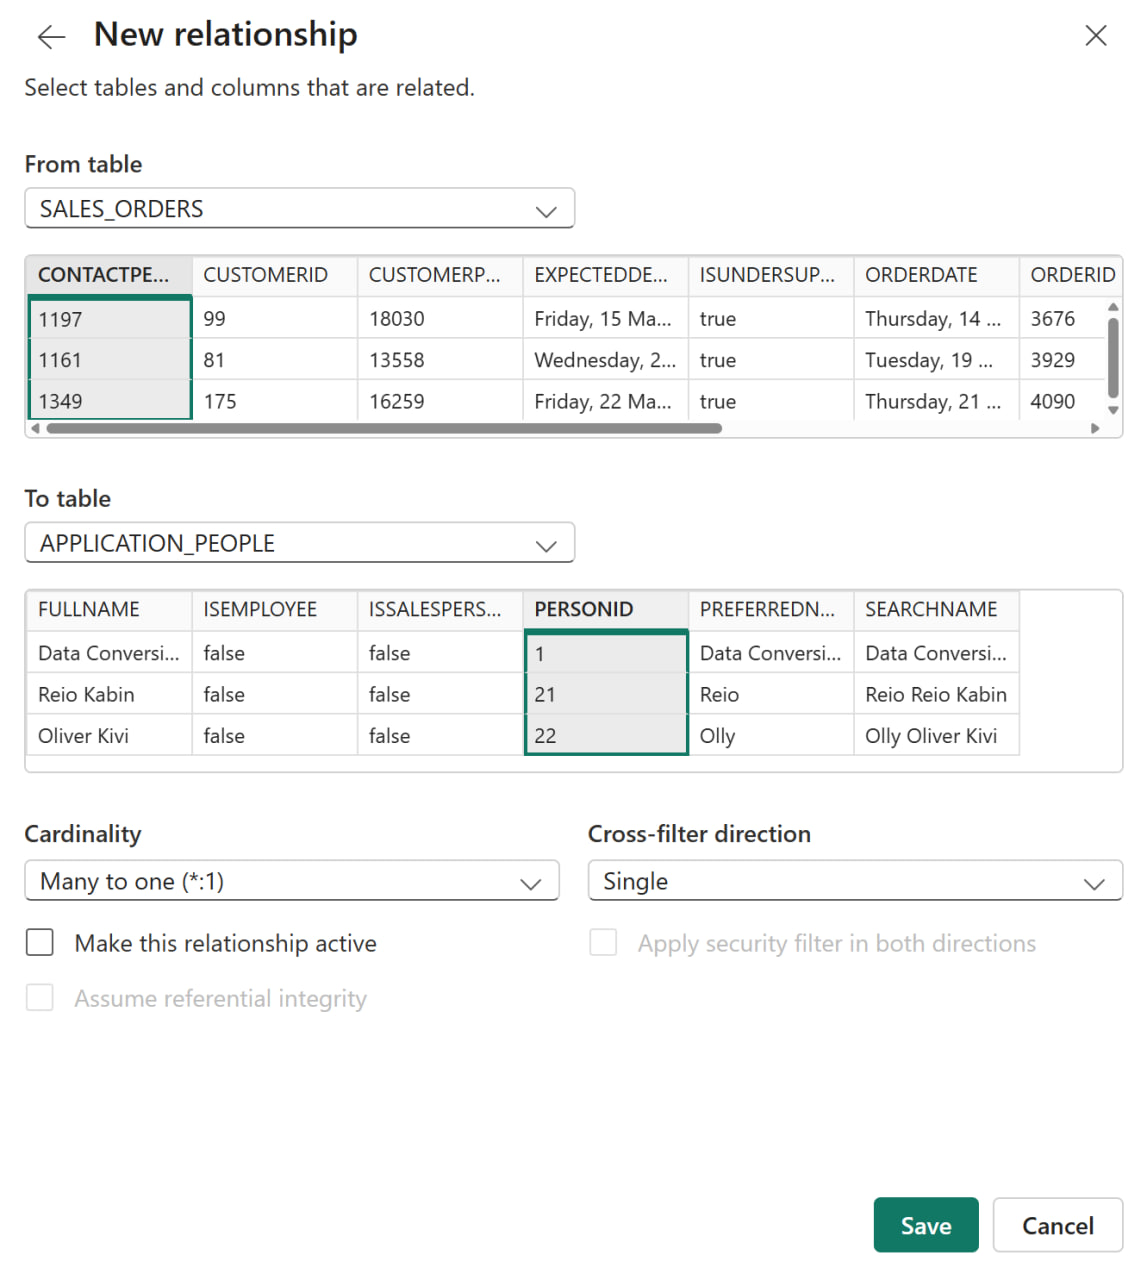 New relationship
Select tables and columns that are related.
From table
SALES_ORDERS
CONTACTPE... CUSTOMERID CUSTOMERP... EXPECTEDDE... ISUNDERSUP... ORDERDATE ORDERID
1197 99 18030 Friday, 15 Ma... true Thursday, 14 ... 3676
1161 81 13558 Wednesday, 2... true Tuesday, 19 ... 3929
1349 175 16259 Friday, 22 Ma... true Thursday, 21 ... 4090
To table
APPLICATION_PEOPLE
FULLNAME ISEMPLOYEE ISSALESPERS... PERSONID PREFERREDN... SEARCHNAME
Data Conversi... false false 1 Data Conversi... Data Conversi...
Reio Kabin false false 21 Reio Reio Reio Kabin
Oliver Kivi false false 22 Olly Olly Oliver Kivi
Cardinality Cross-filter direction
Many to one (*:1) Single
Make this relationship active Apply security filter in both directions
Assume referential integrity
Save Cancel